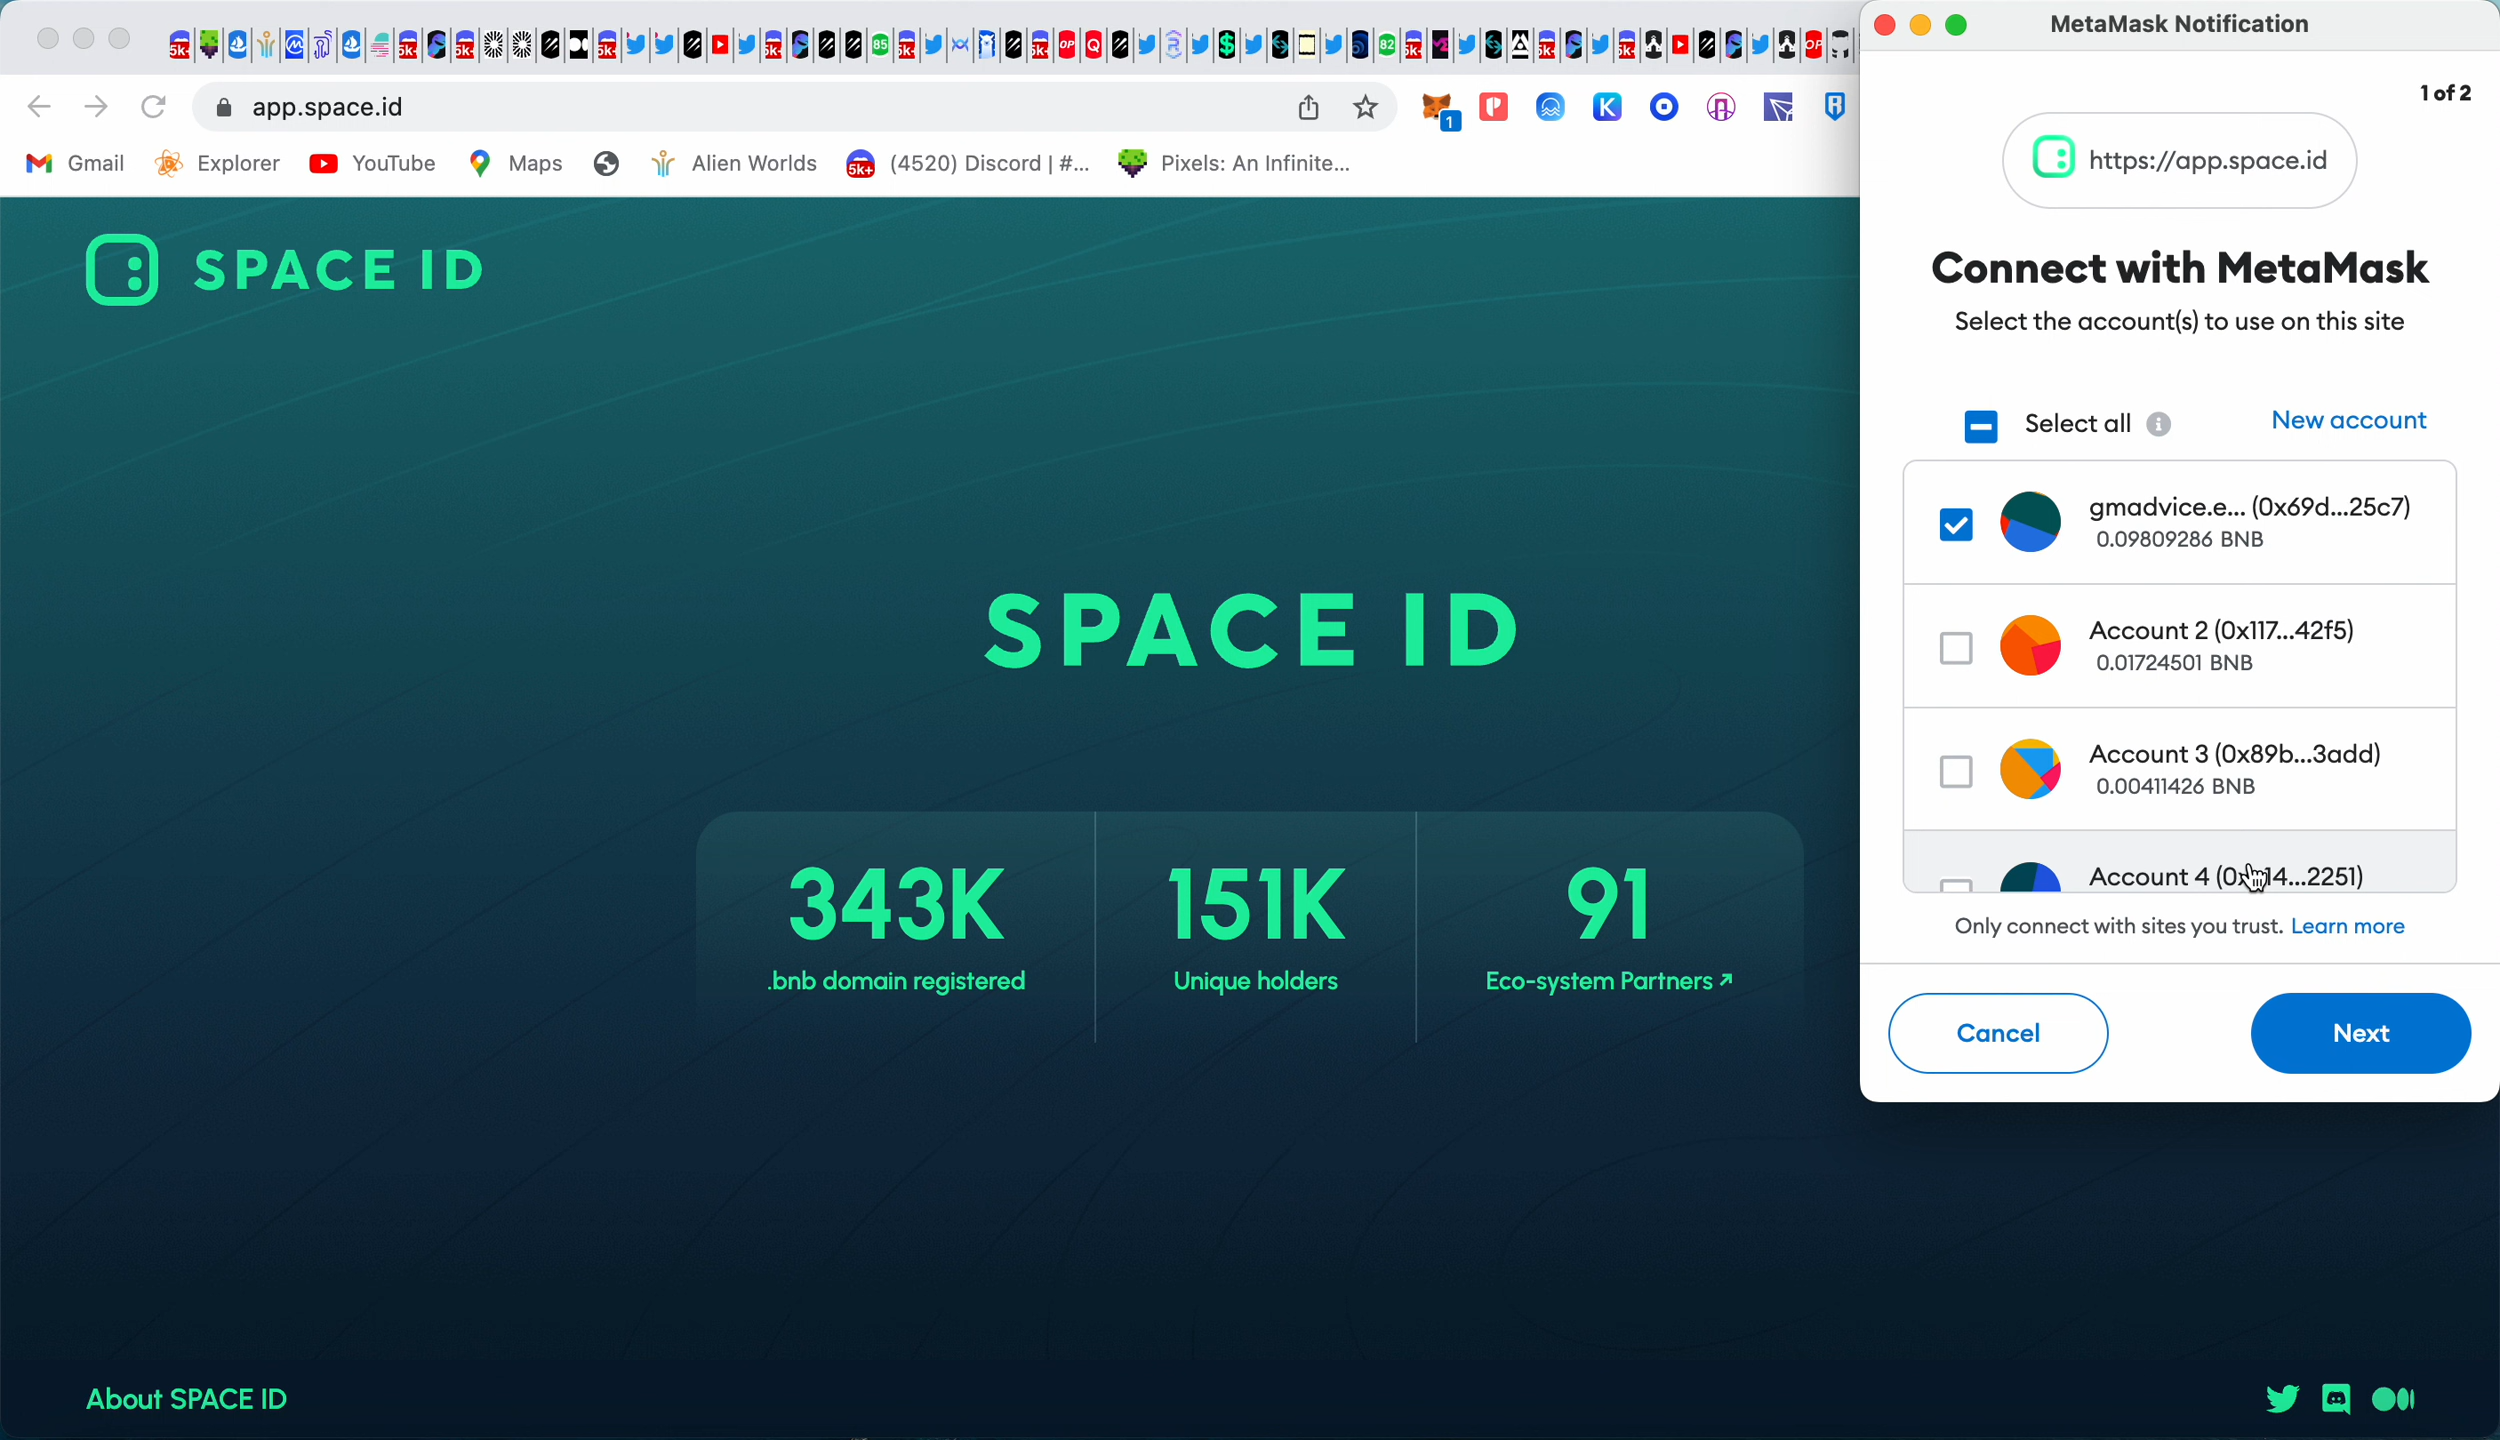 MetaMask Notification
app.space.id
1
Gmail
Explorer
YouTube
Maps
Alien Worlds
(4520) Discord | #...
Pixels: An Infinite...
1 of 2
https://app.space.id
Connect with MetaMask
Select the account(s) to use on this site
Select all
New account
gmadvice.e... (0x69d...25c7)
0.09809286 BNB
Account 2 (0x117...42f5)
0.01724501 BNB
Account 3 (0x89b...3add)
0.00411426 BNB
Account 4
Only connect with sites you trust. Learn more
Cancel
Next
SPACE ID
SPACE ID
343K
.bnb domain registered
151K
Unique holders
91
Eco-system Partners ↗
About SPACE ID